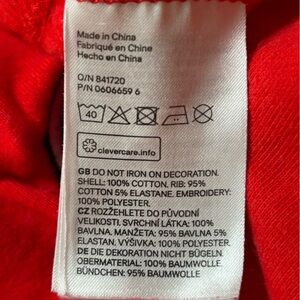 Made in China
Fabriqué en Chine
Hecho en China
O/N 841720
P/N 0606659 6
40
clevercare.info
GB DO NOT IRON ON DECORATION.
SHELL: 100% COTTON, RIB: 95%
COTTON 5% ELASTANE, EMBROIDERY:
100% POLYESTER.
CZ ROZŽEHLETE DO PŮVODNÍ
VELIKOSTI. SVRCHNÍ LÁTKA: 100%
BAVLNA, MANŽETA: 95% BAVLNA 5%
ELASTAN, VÝŠIVKA: 100% POLYESTER.
DE DIE DEKORATION NICHT BÜGELN.
OBERMATERIAL: 100% BAUMWOLLE,
BÜNDCHEN: 95% BAUMWOLLE